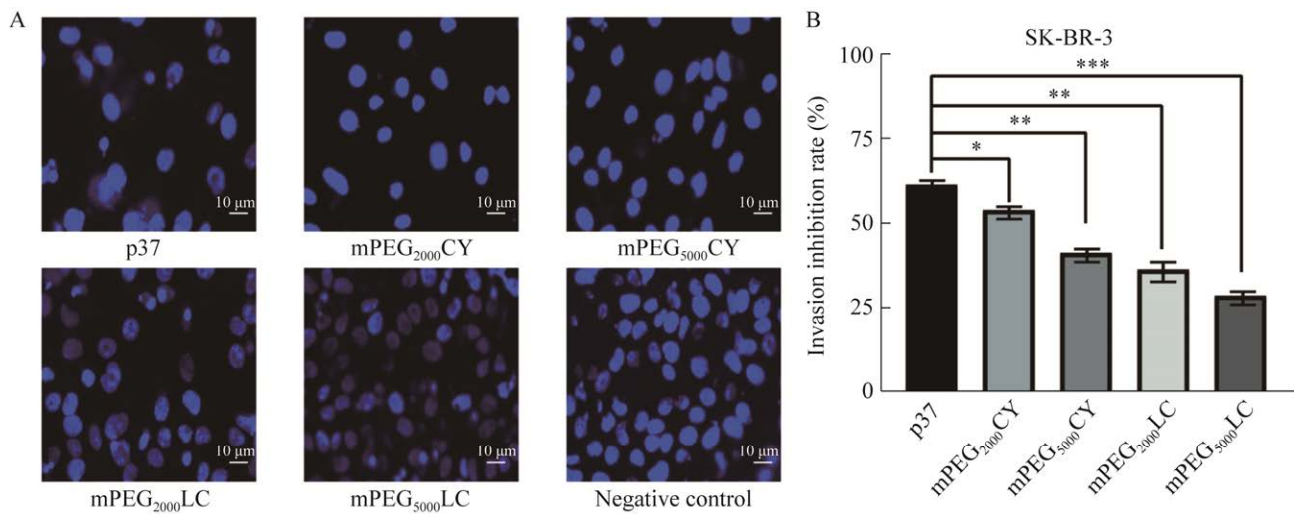 A
10 μm
10 μm
10 μm
p37
mPEG₂₀₀₀CY
mPEG₅₀₀₀CY
10 μm
10 μm
10 μm
mPEG₂₀₀₀LC
mPEG₅₀₀₀LC
Negative control
B
SK-BR-3
Invasion inhibition rate (%)
100
75
50
25
0
***
**
**
*
p37
mPEG₂₀₀₀CY
mPEG₅₀₀₀CY
mPEG₂₀₀₀LC
mPEG₅₀₀₀LC